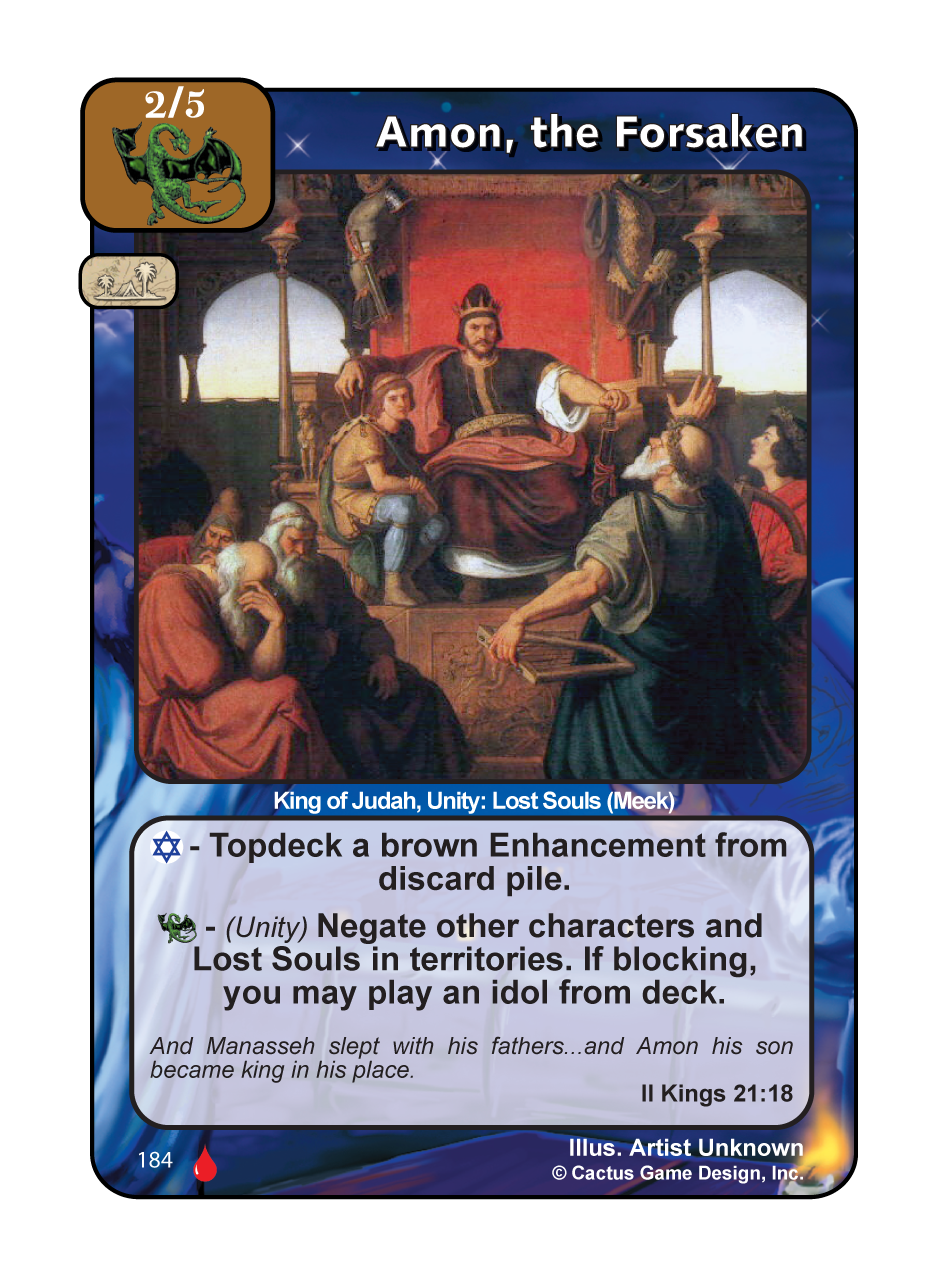 2/5
Amon, the Forsaken
King of Judah, Unity: Lost Souls (Meek)
- Topdeck a brown Enhancement from
discard pile.
- (Unity) Negate other characters and
Lost Souls in territories. If blocking,
you may play an idol from deck.
And Manasseh slept with his fathers...and Amon his son
became king in his place.
II Kings 21:18
184
Illus. Artist Unknown
© Cactus Game Design, Inc.